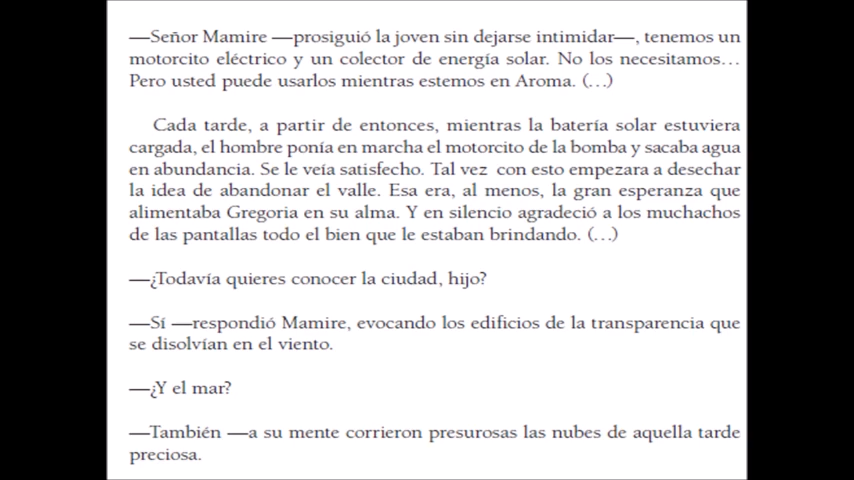 —Señor Mamire —prosiguió la joven sin dejarse intimidar—, tenemos un
motorcito eléctrico y un colector de energía solar. No los necesitamos…
Pero usted puede usarlos mientras estemos en Aroma. (…)
Cada tarde, a partir de entonces, mientras la batería solar estuviera
cargada, el hombre ponía en marcha el motorcito de la bomba y sacaba agua
en abundancia. Se le veía satisfecho. Tal vez con esto empezara a desechar
la idea de abandonar el valle. Esa era, al menos, la gran esperanza que
alimentaba Gregoria en su alma. Y en silencio agradeció a los muchachos
de las pantallas todo el bien que le estaban brindando. (…)
—¿Todavía quieres conocer la ciudad, hijo?
—Sí —respondió Mamire, evocando los edificios de la transparencia que
se disolvían en el viento.
—¿Y el mar?
—También —a su mente corrieron presurosas las nubes de aquella tarde
preciosa.